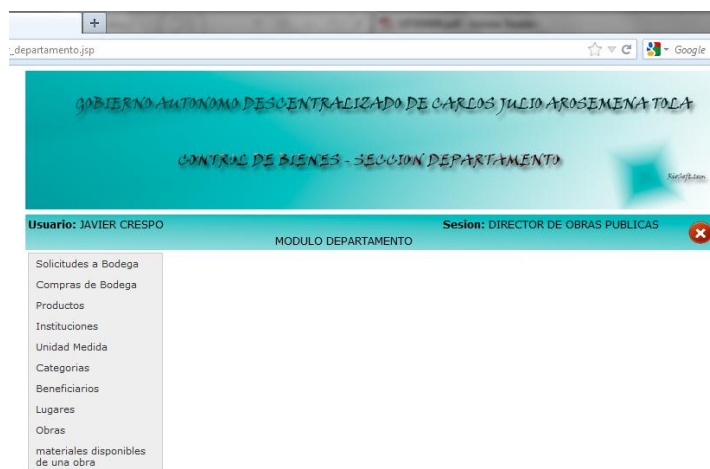 _departamento.jsp
Google
GOBIERNO AUTONOMO DESCENTRALIZADO DE CARLOS JULIO AROSEMENA TOLA
CONTROL DE BIENES - SECCION DEPARTAMENTO
Usuario: JAVIER CRESPO
Sesion: DIRECTOR DE OBRAS PUBLICAS
MODULO DEPARTAMENTO
Solicitudes a Bodega
Compras de Bodega
Productos
Instituciones
Unidad Medida
Categorias
Beneficiarios
Lugares
Obras
materiales disponibles
de una obra